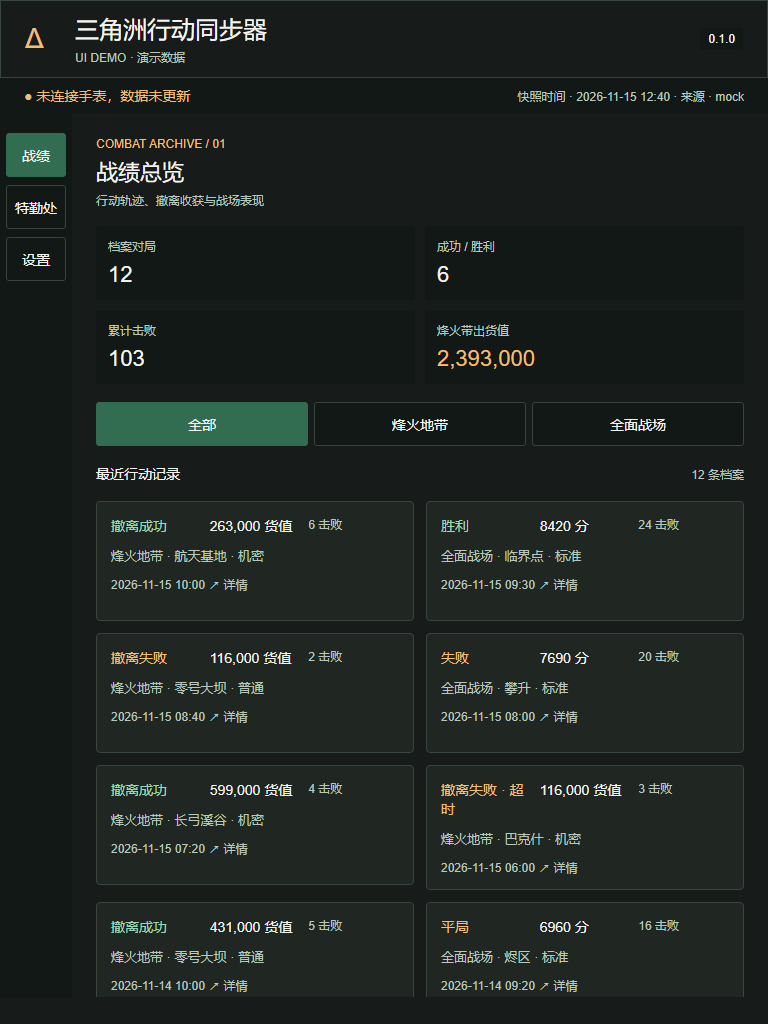 Δ
三角洲行动同步器
UI DEMO · 演示数据
0.1.0
● 未连接手表，数据未更新
快照时间 · 2026-11-15 12:40 · 来源 · mock
战绩
特勤处
设置
COMBAT ARCHIVE / 01
战绩总览
行动轨迹、撤离收获与战场表现
档案对局
12
成功 / 胜利
6
累计击败
103
烽火带出货值
2,393,000
全部
烽火地带
全面战场
最近行动记录
12 条档案
撤离成功 263,000 货值 6 击败
烽火地带 · 航天基地 · 机密
2026-11-15 10:00 ↗ 详情
胜利 8420 分 24 击败
全面战场 · 临界点 · 标准
2026-11-15 09:30 ↗ 详情
撤离失败 116,000 货值 2 击败
烽火地带 · 零号大坝 · 普通
2026-11-15 08:40 ↗ 详情
失败 7690 分 20 击败
全面战场 · 攀升 · 标准
2026-11-15 08:00 ↗ 详情
撤离成功 599,000 货值 4 击败
烽火地带 · 长弓溪谷 · 机密
2026-11-15 07:20 ↗ 详情
撤离失败 · 超 116,000 货值 3 击败
时
烽火地带 · 巴克什 · 机密
2026-11-15 06:00 ↗ 详情
撤离成功 431,000 货值 5 击败
烽火地带 · 零号大坝 · 普通
2026-11-14 10:00 ↗ 详情
平局 6960 分 16 击败
全面战场 · 烬区 · 标准
2026-11-14 09:20 ↗ 详情